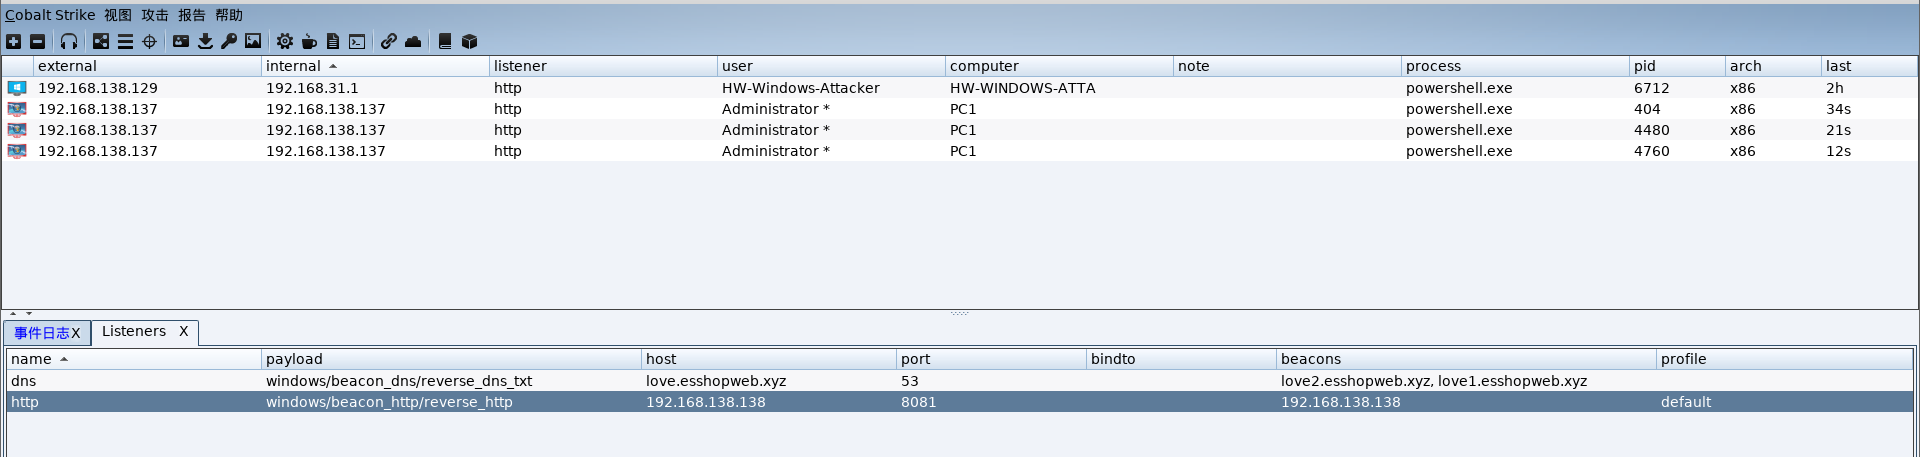 Cobalt Strike 视图 攻击 报告 帮助
external internal listener user computer note process pid arch last
192.168.138.129 192.168.31.1 http HW-Windows-Attacker HW-WINDOWS-ATTA powershell.exe 6712 x86 2h
192.168.138.137 192.168.138.137 http Administrator * PC1 powershell.exe 404 x86 34s
192.168.138.137 192.168.138.137 http Administrator * PC1 powershell.exe 4480 x86 21s
192.168.138.137 192.168.138.137 http Administrator * PC1 powershell.exe 4760 x86 12s
事件日志X Listeners X
name payload host port bindto beacons profile
dns windows/beacon_dns/reverse_dns_txt love.esshopweb.xyz 53 love2.esshopweb.xyz, love1.esshopweb.xyz
http windows/beacon_http/reverse_http 192.168.138.138 8081 192.168.138.138 default